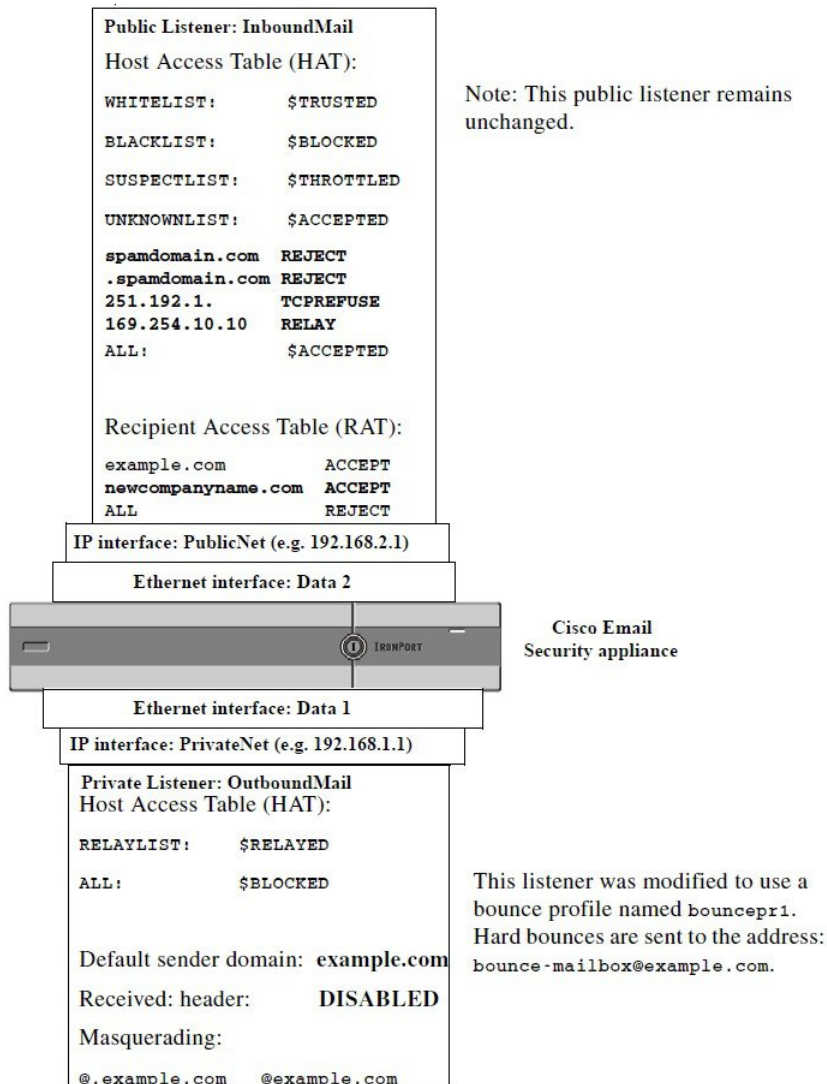 Public Listener: InboundMail
Host Access Table (HAT):
WHITELIST: $TRUSTED
BLACKLIST: $BLOCKED
SUSPECTLIST: $THROTTLED
UNKNOWNLIST: $ACCEPTED
spamdomain.com REJECT
.spamdomain.com REJECT
251.192.1. TCPREFUSE
169.254.10.10 RELAY
ALL: $ACCEPTED
Note: This public listener remains
unchanged.
Recipient Access Table (RAT):
example.com ACCEPT
newcompanyname.com ACCEPT
ALL REJECT
IP interface: PublicNet (e.g. 192.168.2.1)
Ethernet interface: Data 2
IRONPORT
Cisco Email
Security appliance
Ethernet interface: Data 1
IP interface: PrivateNet (e.g. 192.168.1.1)
Private Listener: OutboundMail
Host Access Table (HAT):
RELAYLIST: $RELAYED
ALL: $BLOCKED
This listener was modified to use a
bounce profile named bouncepr1.
Hard bounces are sent to the address:
bounce-mailbox@example.com.
Default sender domain: example.com
Received: header: DISABLED
Masquerading:
@.example.com @example.com